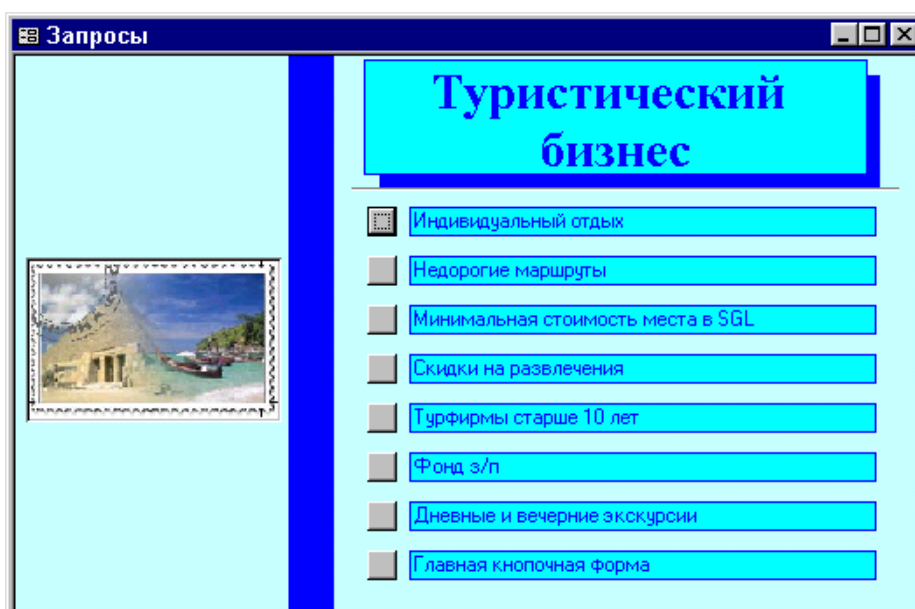 Запросы
Туристический
бизнес
Индивидуальный отдых
Недорогие маршруты
Минимальная стоимость места в SGL
Скидки на развлечения
Турфирмы старше 10 лет
Фонд з/п
Дневные и вечерние экскурсии
Главная кнопочная форма